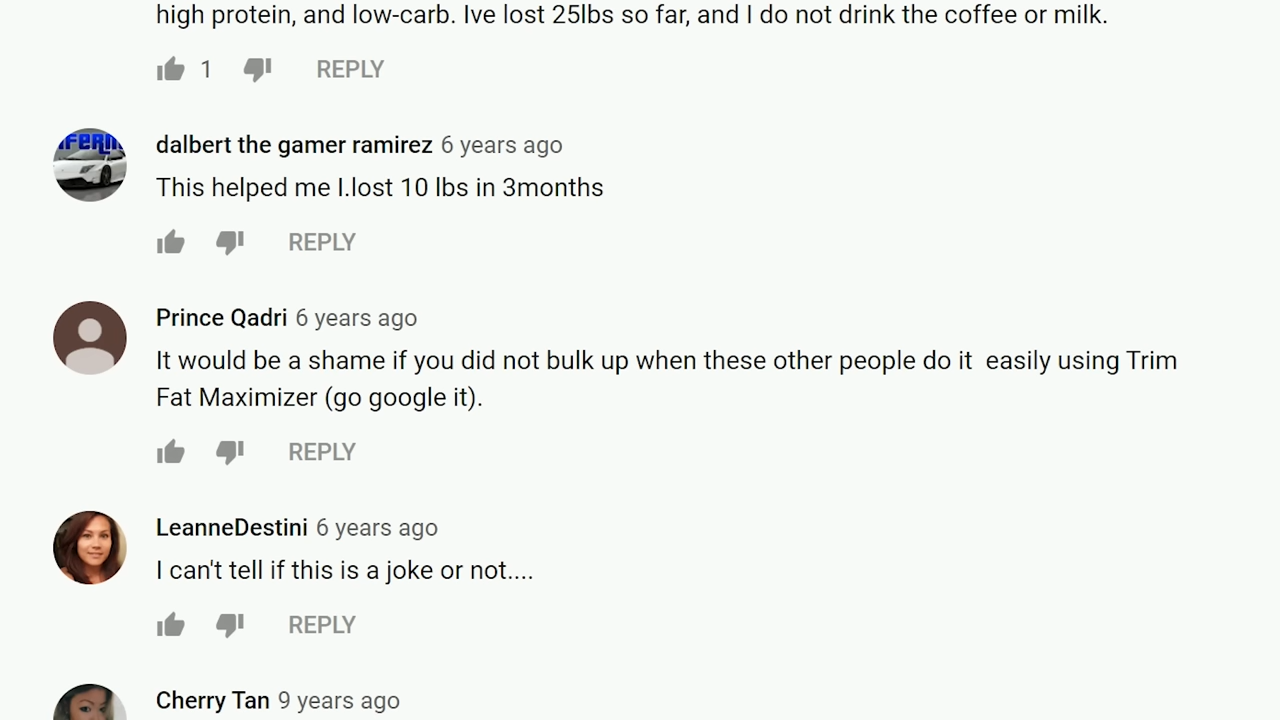 high protein, and low-carb. Ive lost 25lbs so far, and I do not drink the coffee or milk.
1 REPLY
dalbert the gamer ramirez 6 years ago
This helped me I.lost 10 lbs in 3months
REPLY
Prince Qadri 6 years ago
It would be a shame if you did not bulk up when these other people do it  easily using Trim
Fat Maximizer (go google it).
REPLY
LeanneDestini 6 years ago
I can't tell if this is a joke or not....
REPLY
Cherry Tan 9 years ago